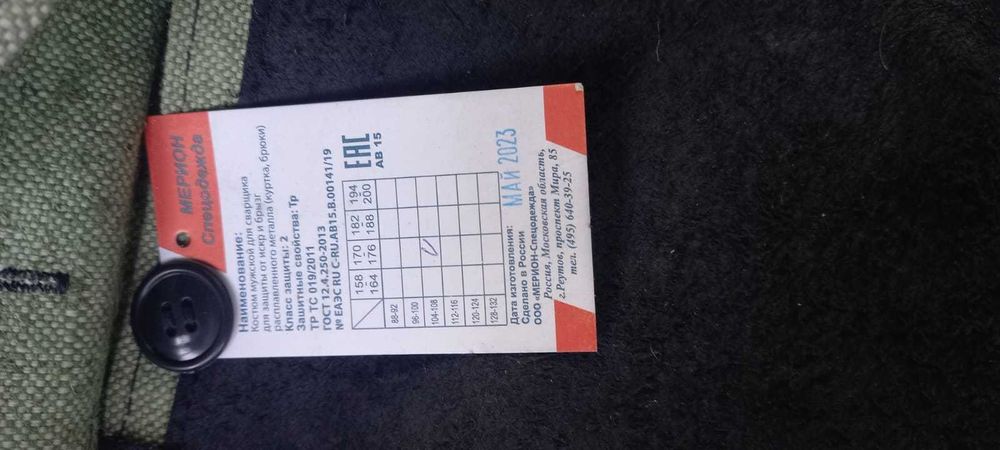 МЕРИОН
Спецодежда
Наименование:
Костюм мужской для сварщика
для защиты от искр и брызг
расплавленного металла (куртка, брюки)
Класс защиты: 2
Зашитные свойства: Тр
ТР ТС 019/2011
ГОСТ 12.4.250-2013
№ ЕАЭС RU C-RU.АВ15.В.00141/19
ЕАС
АВ 15
158 170 182 194
164 176 188 200
88-92
96-100
104-108
112-116
120-124
128-132
Дата изготовления: МАЙ 2023
Сделано в России
ООО «МЕРИОН-Спецодежда»
Россия, Московская область,
г.Реутов, проспект Мира, 85
тел. (495) 640-39-25